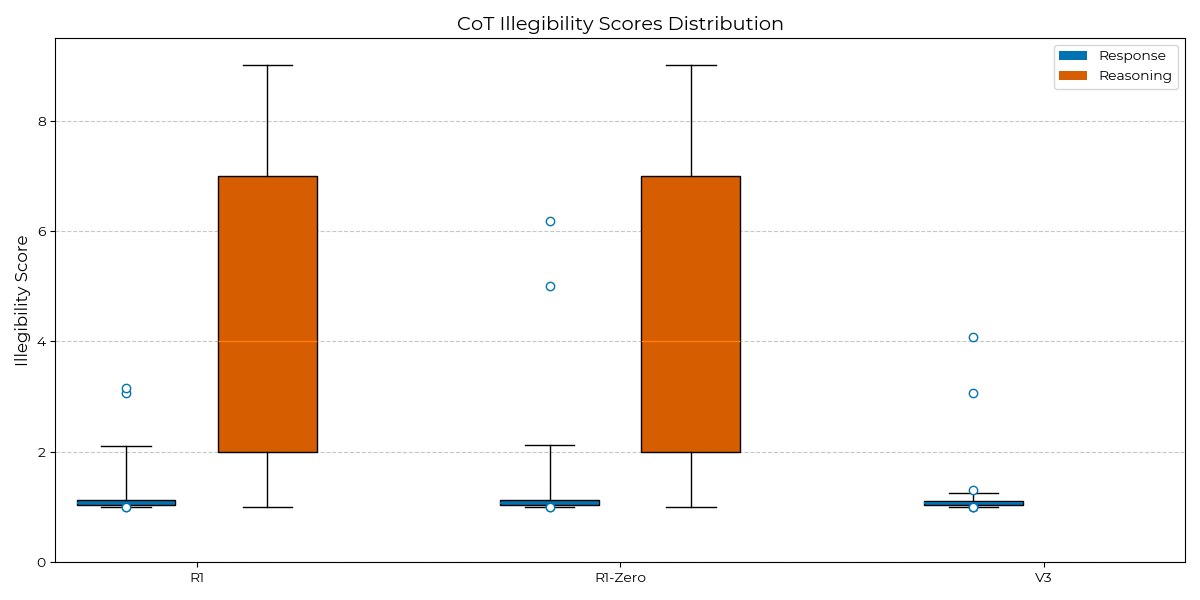 CoT Illegibility Scores Distribution
Response
Reasoning
Illegibility Score
8
6
4
2
0
R1
R1-Zero
V3